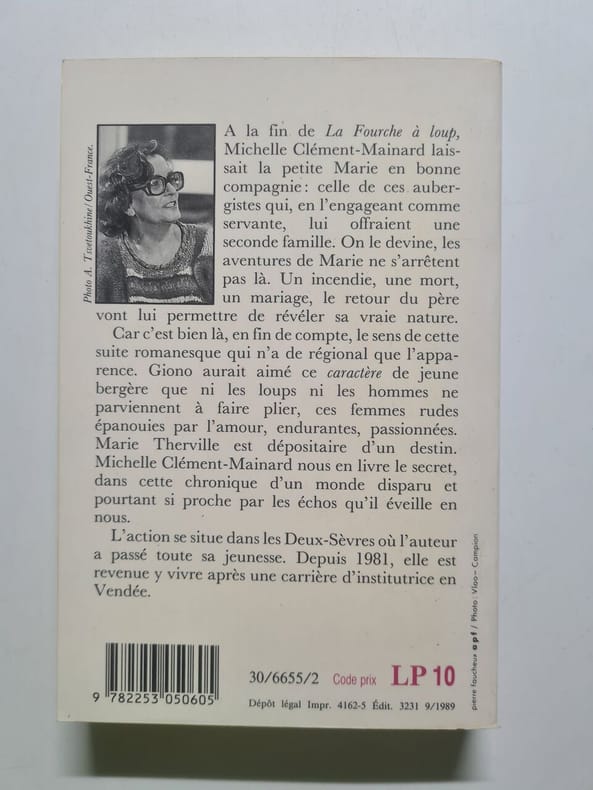 Photo A. Tsvetoukhine/Ouest-France.
A la fin de La Fourche à loup,
Michelle Clément-Mainard lais-
sait la petite Marie en bonne
compagnie : celle de ces auber-
gistes qui, en l'engageant comme
servante, lui offraient une
seconde famille. On le devine, les
aventures de Marie ne s'arrêtent
pas là. Un incendie, une mort,
un mariage, le retour du père
vont lui permettre de révéler sa vraie nature.
Car c'est bien là, en fin de compte, le sens de cette
suite romanesque qui n'a de régional que l'appa-
rence. Giono aurait aimé ce caractère de jeune
bergère que ni les loups ni les hommes ne
parviennent à faire plier, ces femmes rudes
épanouies par l'amour, endurantes, passionnées.
Marie Therville est dépositaire d'un destin.
Michelle Clément-Mainard nous en livre le secret,
dans cette chronique d'un monde disparu et
pourtant si proche par les échos qu'il éveille en
nous.
L'action se situe dans les Deux-Sèvres où l'auteur
a passé toute sa jeunesse. Depuis 1981, elle est
revenue y vivre après une carrière d'institutrice en
Vendée.
pierre faucheux apf / Photo : Viao - Campion
9 782253 050605
30/6655/2 Code prix LP 10
Dépôt légal Impr. 4162-5 Édit. 3231 9/1989